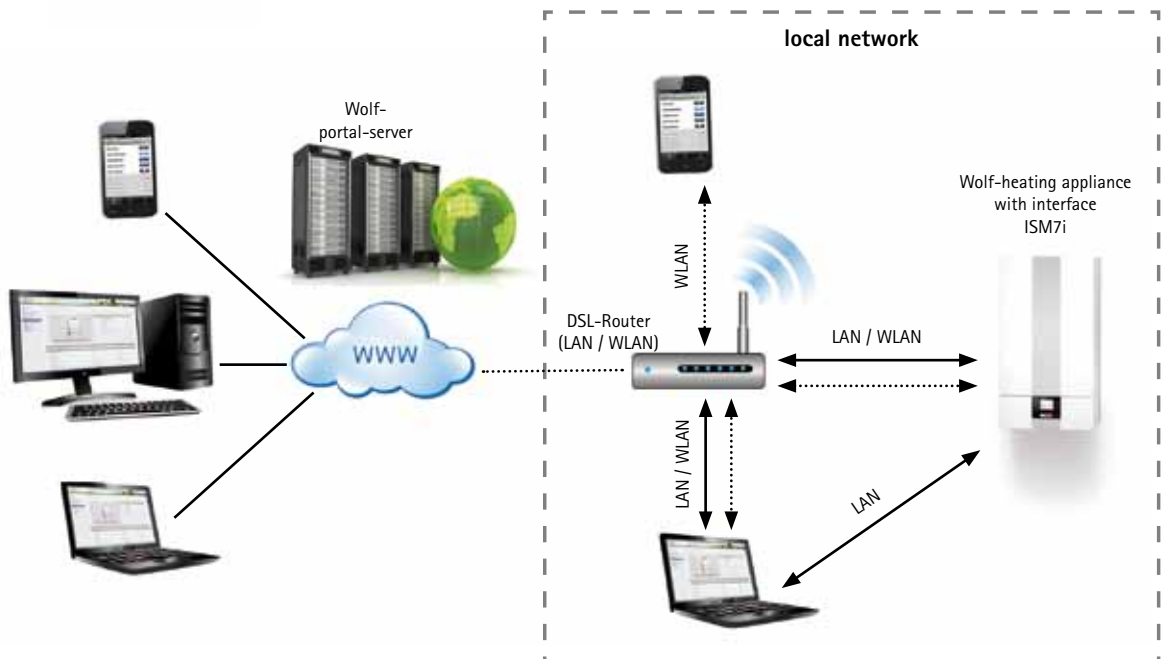 local network
Wolf-
portal-server
Wolf-heating appliance
with interface
ISM7i
WLAN
DSL-Router
(LAN / WLAN)
LAN / WLAN
WWW
LAN / WLAN
LAN